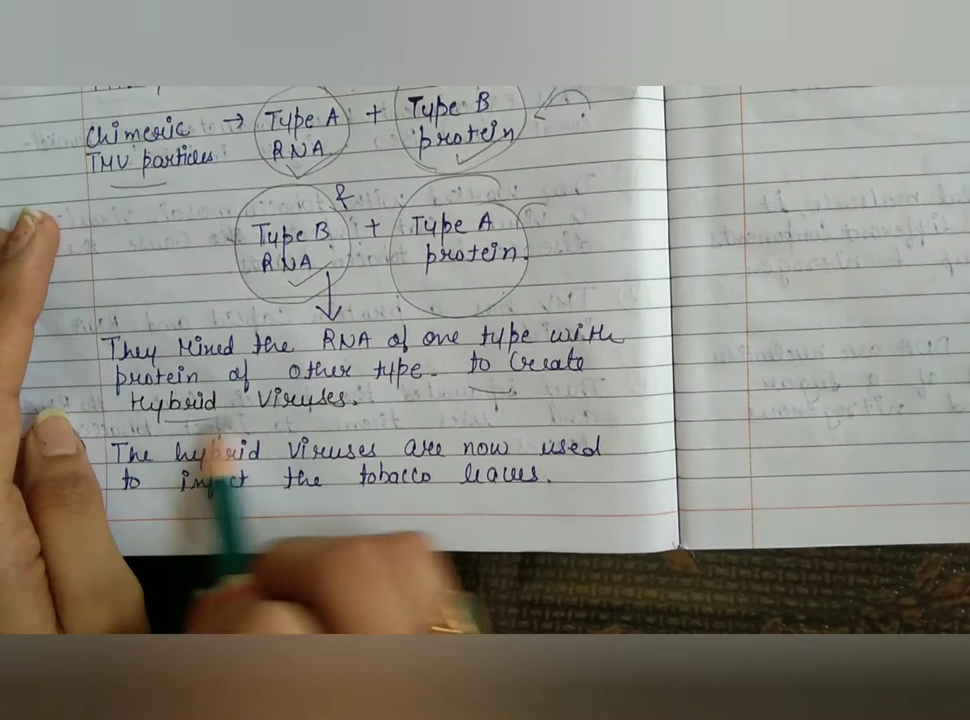 Chimeric → Type A + Type B
TMV particles: RNA protein
&
Type B + Type A
RNA protein.
They Mixed the RNA of one type with
protein of other type- to Create
Hybrid Viruses.
The hybrid Viruses are now used
to infect the tobacco leaves.